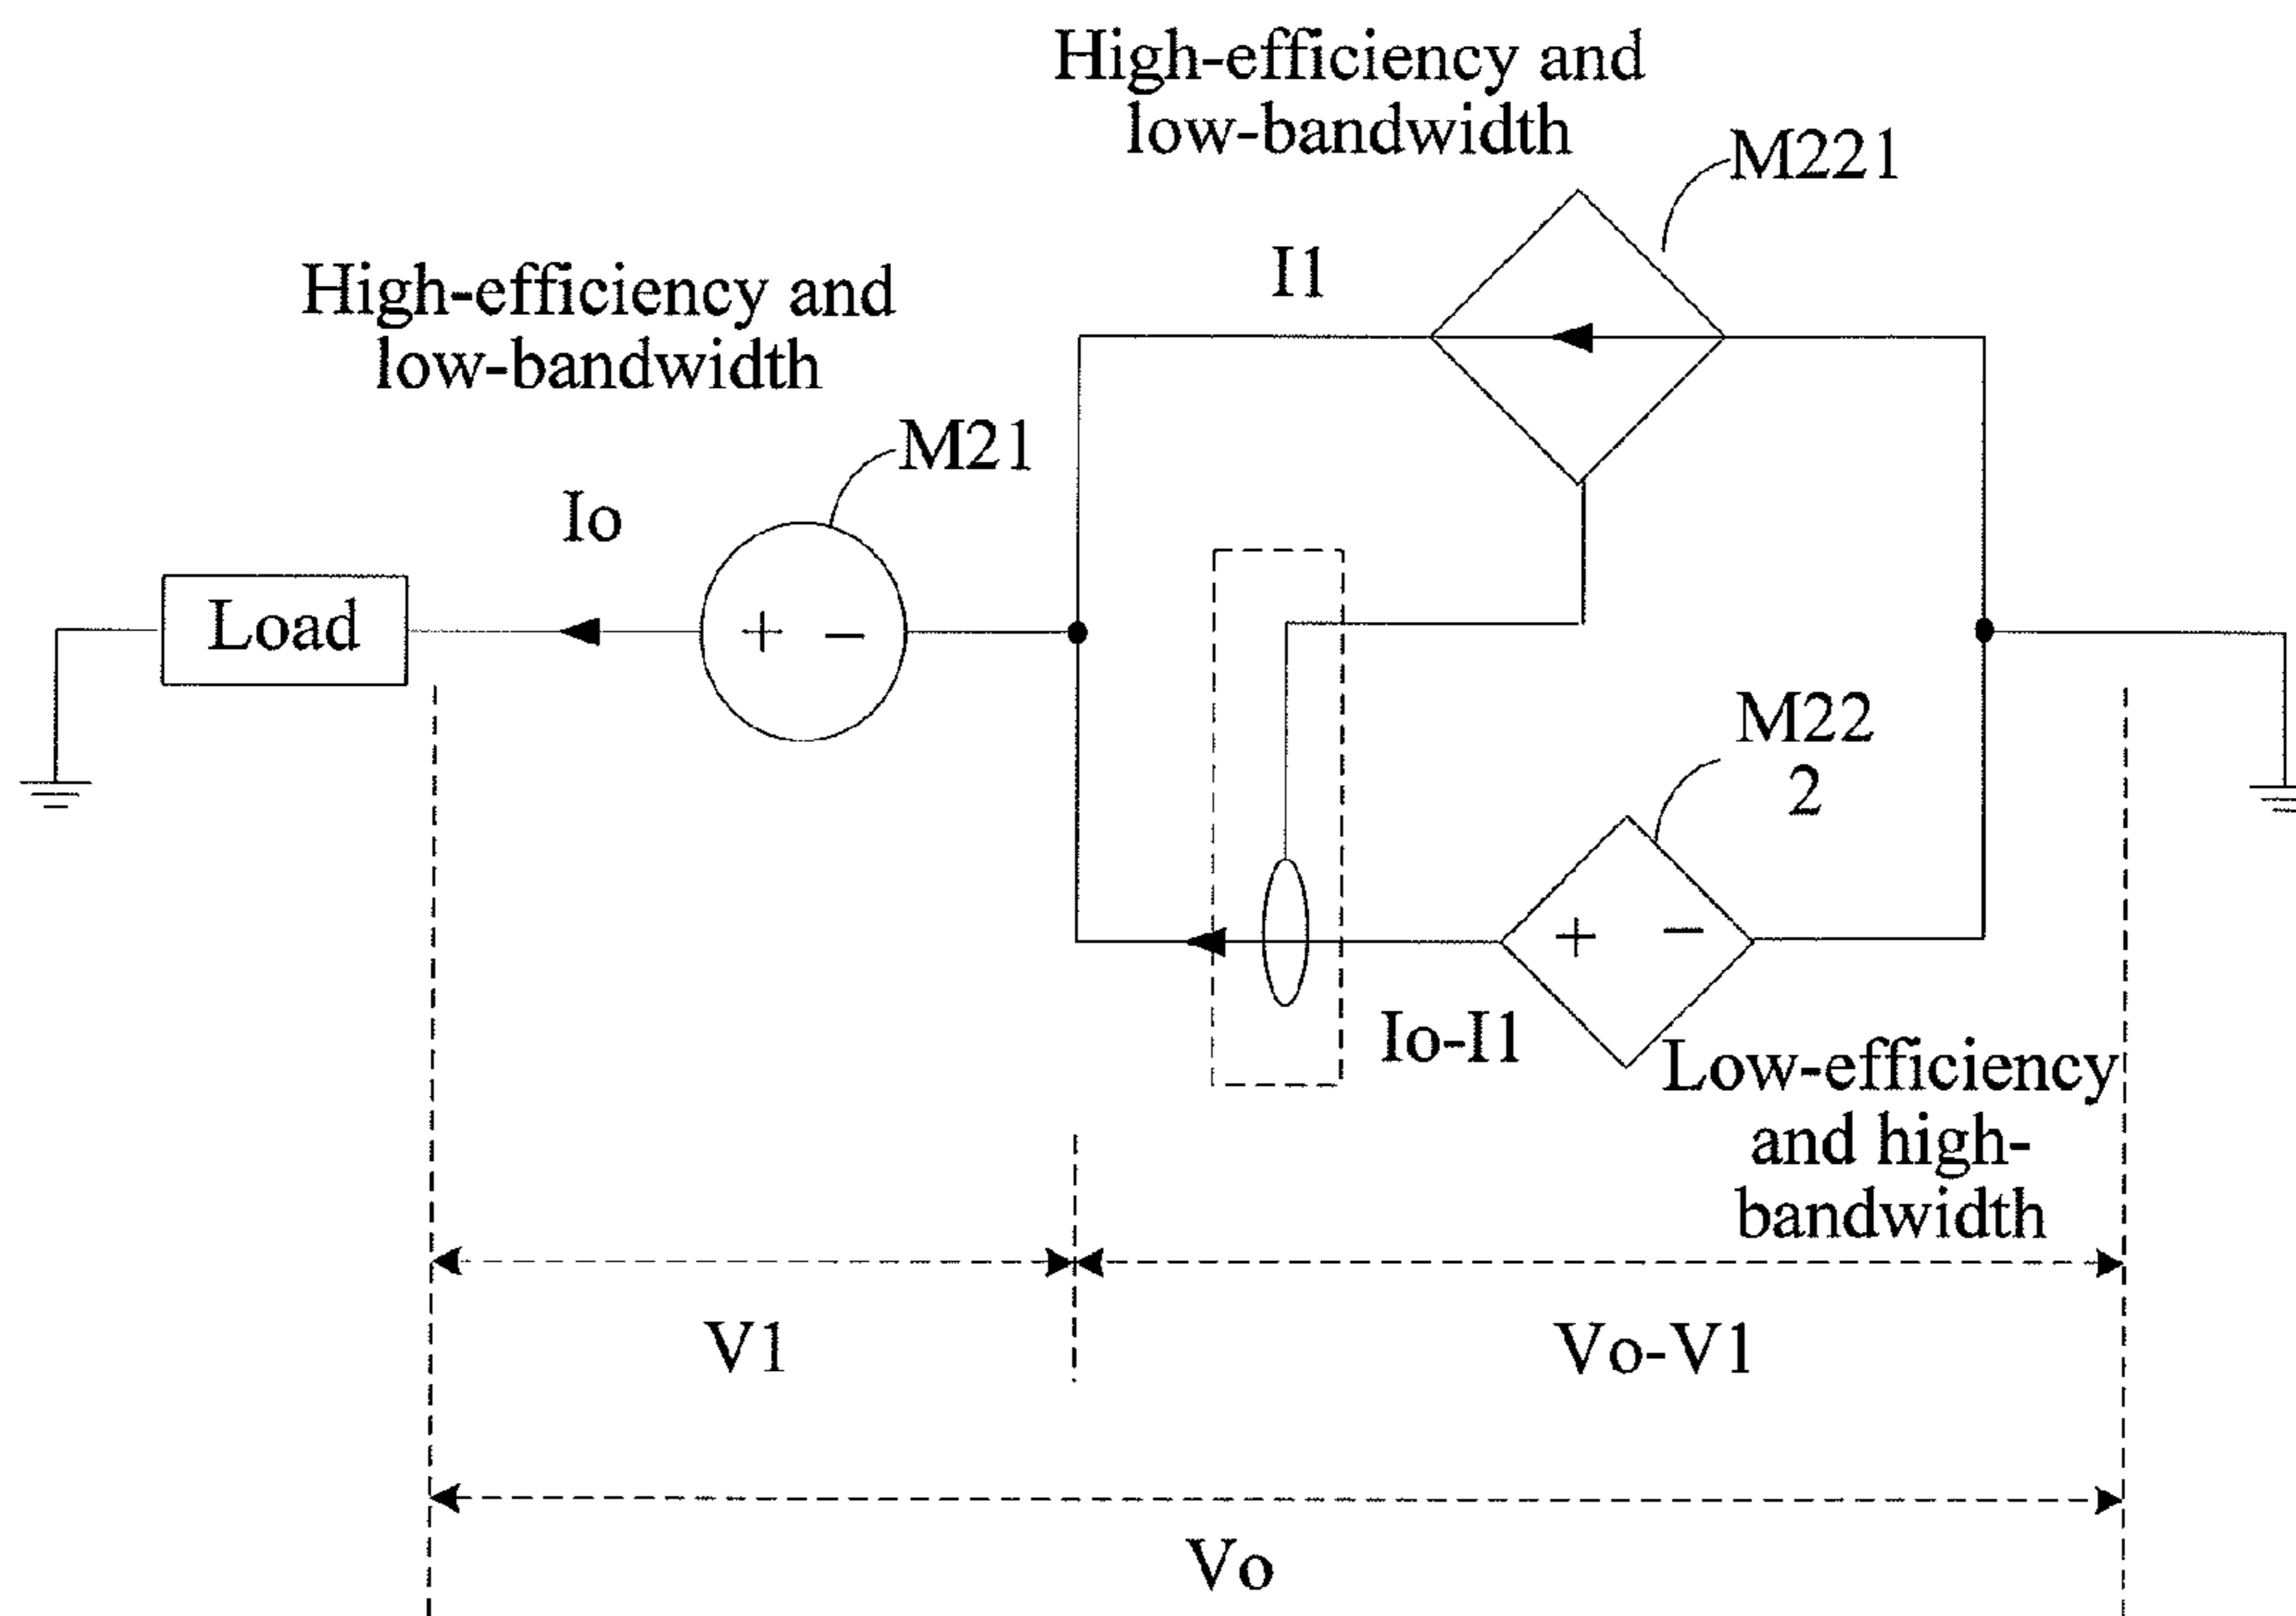 High-efficiency and
low-bandwidth
M221
I1
High-efficiency and
low-bandwidth
M21
Io
+ −
Load
M22
2
+ −
Io-I1
Low-efficiency
and high-
bandwidth
V1
Vo-V1
Vo